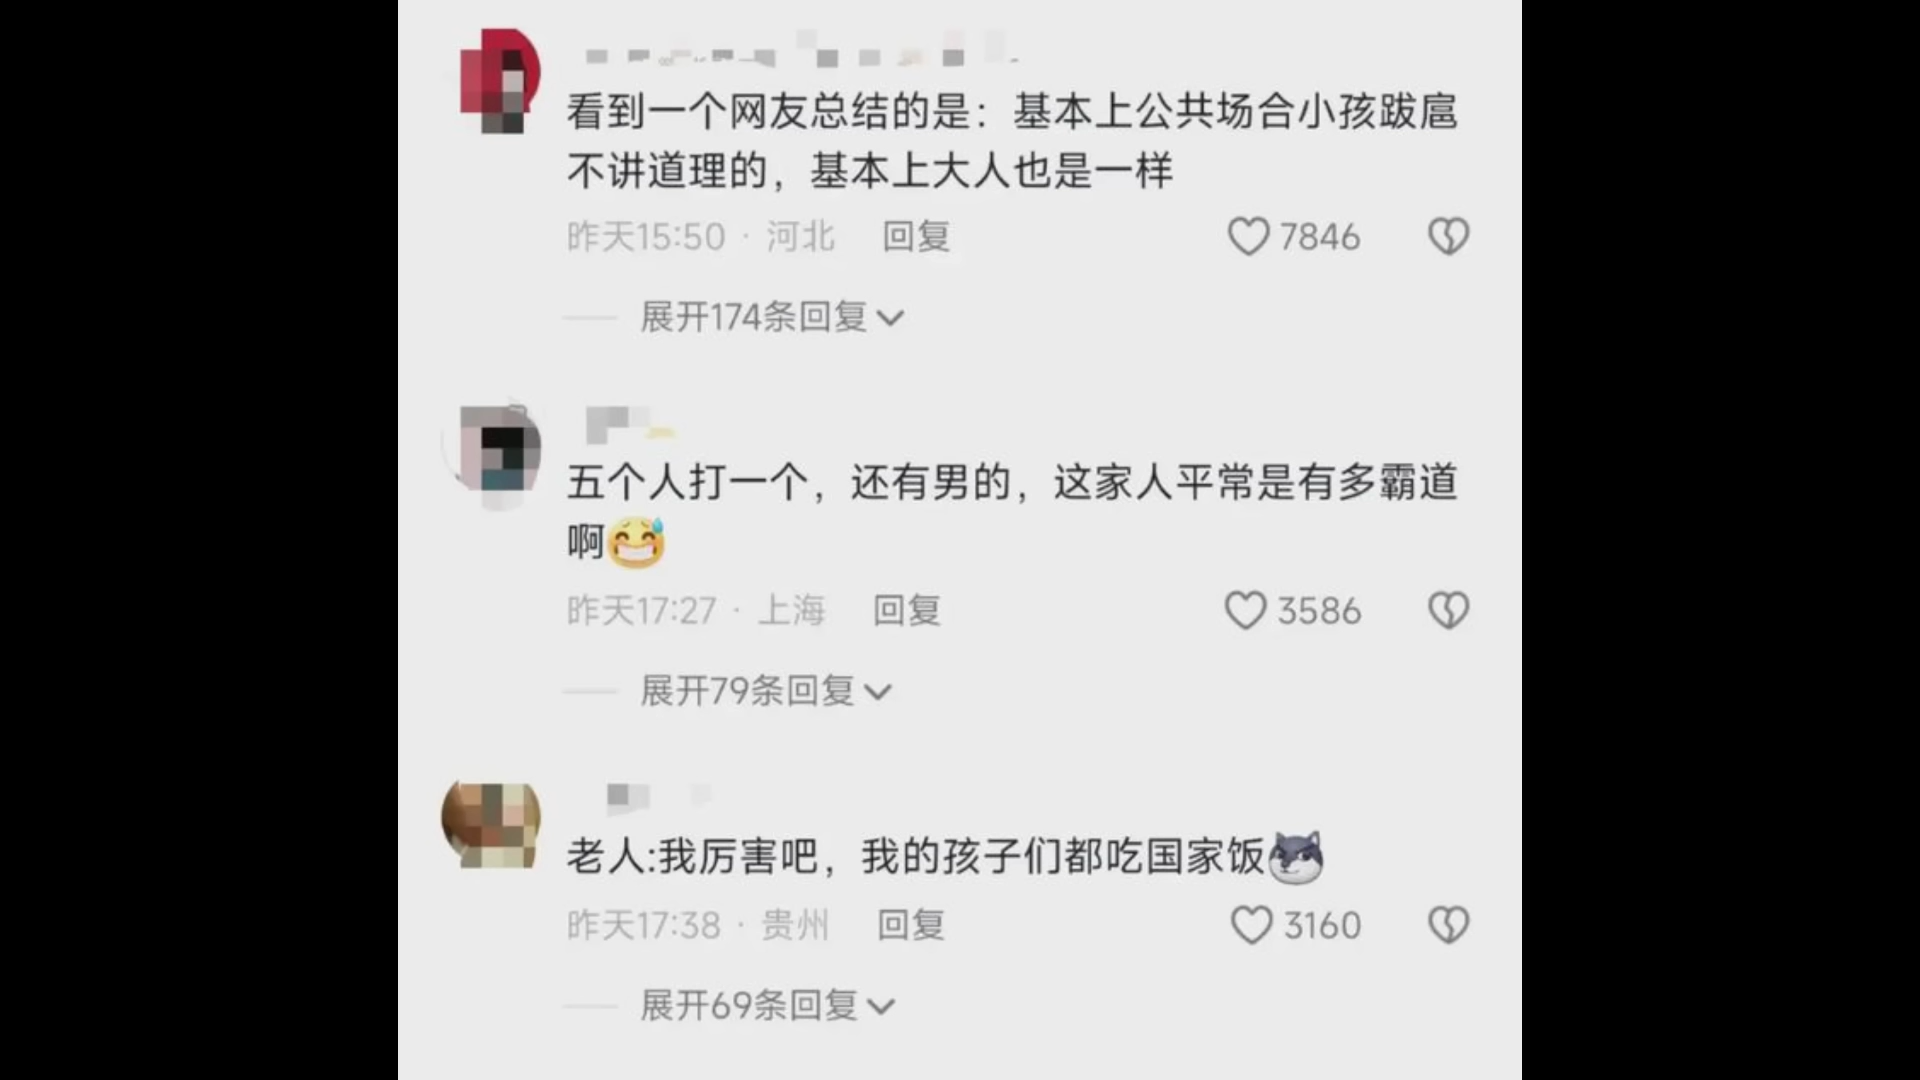 看到一个网友总结的是：基本上公共场合小孩跋扈
不讲道理的，基本上大人也是一样
昨天15:50 · 河北 回复 7846
展开174条回复
五个人打一个，还有男的，这家人平常是有多霸道
啊😅
昨天17:27 · 上海 回复 3586
展开79条回复
老人:我厉害吧，我的孩子们都吃国家饭
昨天17:38 · 贵州 回复 3160
展开69条回复